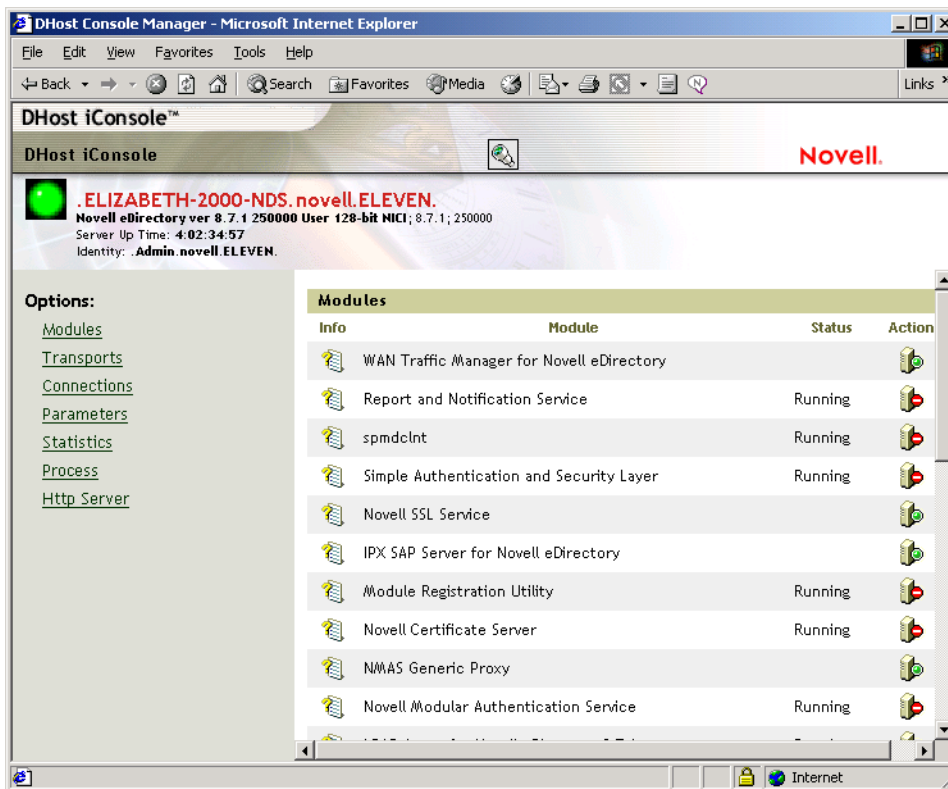 DHost Console Manager - Microsoft Internet Explorer
File Edit View Favorites Tools Help
Back Search Favorites Media Links
DHost iConsole™
DHost iConsole
Novell.
.ELIZABETH-2000-NDS.novell.ELEVEN.
Novell eDirectory ver 8.7.1 250000 User 128-bit NICI; 8.7.1; 250000
Server Up Time: 4:02:34:57
Identity: .Admin.novell.ELEVEN.
Options:
Modules
Transports
Connections
Parameters
Statistics
Process
Http Server
Modules
Info Module Status Action
WAN Traffic Manager for Novell eDirectory
Report and Notification Service Running
spmdclnt Running
Simple Authentication and Security Layer Running
Novell SSL Service
IPX SAP Server for Novell eDirectory
Module Registration Utility Running
Novell Certificate Server Running
NMAS Generic Proxy
Novell Modular Authentication Service Running
Internet